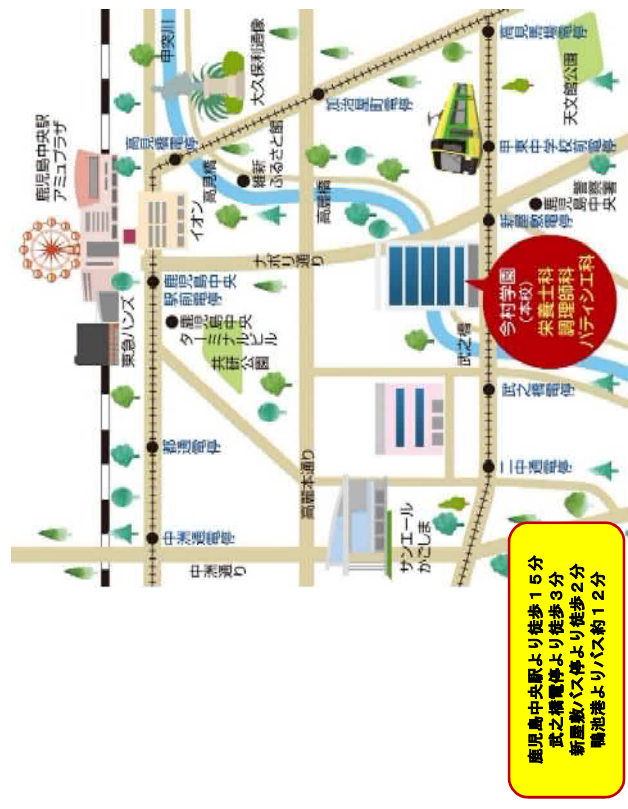 鹿児島中央駅
アミュプラザ
甲突川
大久保利通像
高見橋電停
高見橋
維新
ふるさと館
加治屋町電停
高見馬場電停
天文館公園
甲東中学校前電停
鹿児島中央
警察署
新屋敷電停
高麗橋
イオン
ナポリ通り
鹿児島中央
駅前電停
東急ハンズ
鹿児島中央
ターミナルビル
共研公園
今村学園
(本校)
栄養士科
調理師科
パティシエ科
武之橋
武之橋電停
二中通電停
都通電停
中洲通電停
中洲通り
高麗本通り
サンエール
かごしま
鹿児島中央駅より徒歩15分
武之橋電停より徒歩3分
新屋敷バス停より徒歩2分
鴨池港よりバス約12分